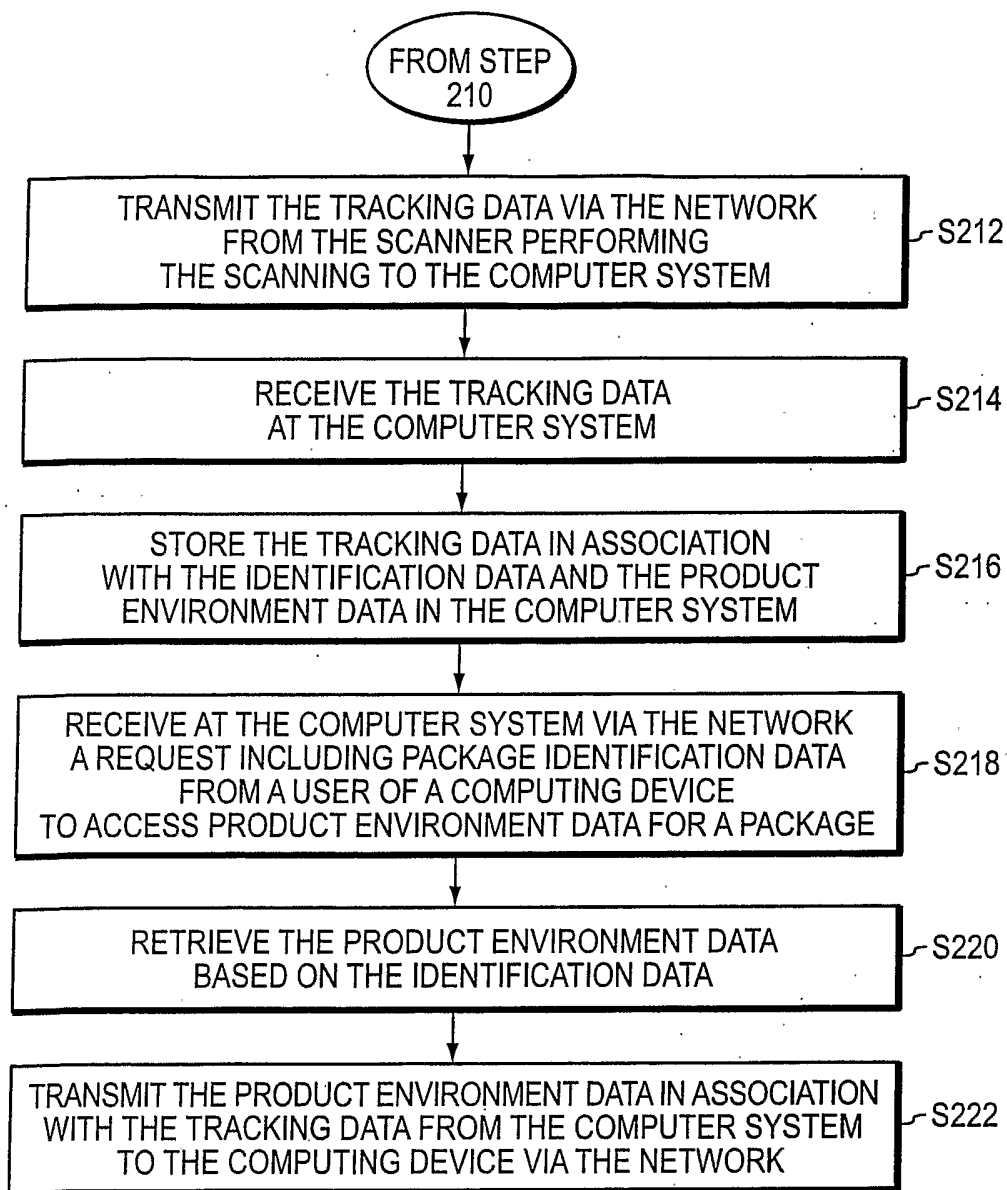 FROM STEP
210
TRANSMIT THE TRACKING DATA VIA THE NETWORK
FROM THE SCANNER PERFORMING
THE SCANNING TO THE COMPUTER SYSTEM
S212
RECEIVE THE TRACKING DATA
AT THE COMPUTER SYSTEM
S214
STORE THE TRACKING DATA IN ASSOCIATION
WITH THE IDENTIFICATION DATA AND THE PRODUCT
ENVIRONMENT DATA IN THE COMPUTER SYSTEM
S216
RECEIVE AT THE COMPUTER SYSTEM VIA THE NETWORK
A REQUEST INCLUDING PACKAGE IDENTIFICATION DATA
FROM A USER OF A COMPUTING DEVICE
TO ACCESS PRODUCT ENVIRONMENT DATA FOR A PACKAGE
S218
RETRIEVE THE PRODUCT ENVIRONMENT DATA
BASED ON THE IDENTIFICATION DATA
S220
TRANSMIT THE PRODUCT ENVIRONMENT DATA IN ASSOCIATION
WITH THE TRACKING DATA FROM THE COMPUTER SYSTEM
TO THE COMPUTING DEVICE VIA THE NETWORK
S222